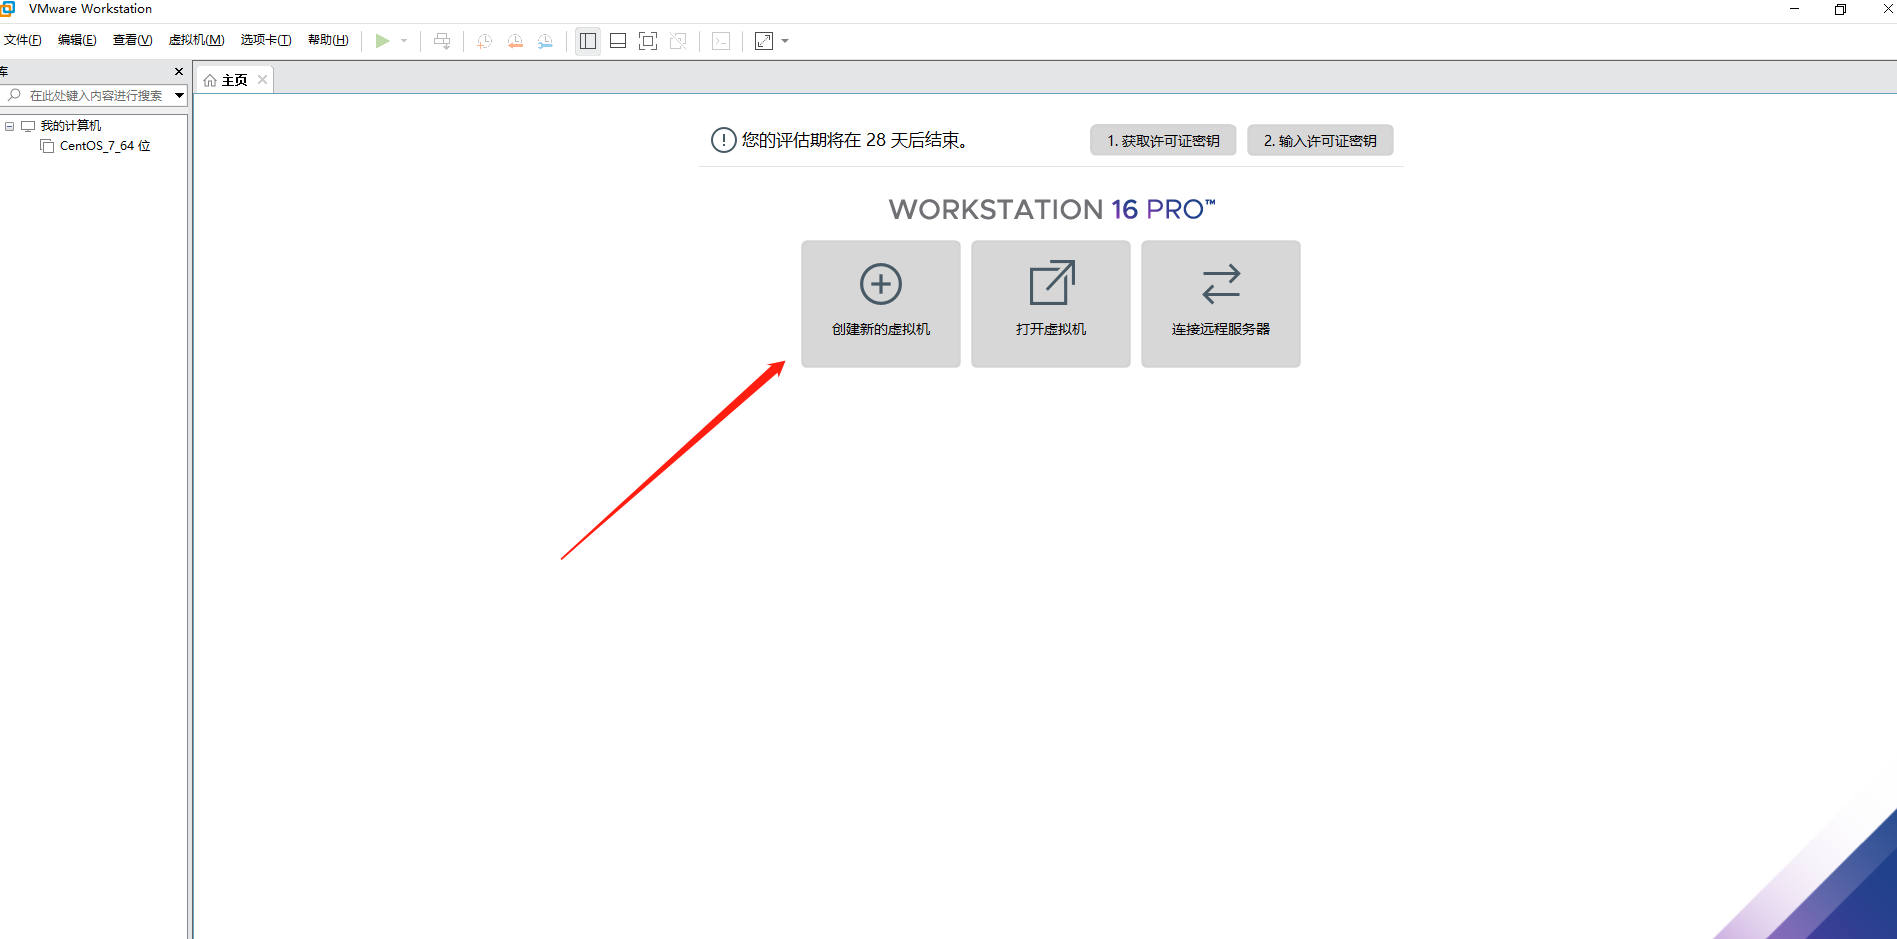 VMware Workstation
文件(F) 编辑(E) 查看(V) 虚拟机(M) 选项卡(T) 帮助(H)
库
主页
在此处键入内容进行搜索
我的计算机
CentOS_7_64 位
您的评估期将在 28 天后结束。
1. 获取许可证密钥
2. 输入许可证密钥
WORKSTATION 16 PRO™
创建新的虚拟机
打开虚拟机
连接远程服务器